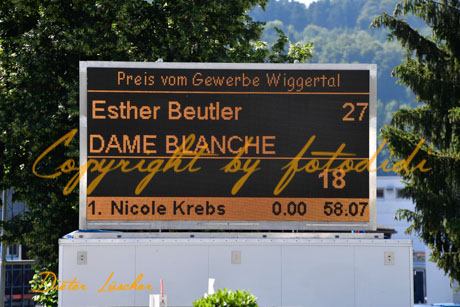 Preis vom Gewerbe Wiggertal
Esther Beutler 27
DAME BLANCHE
Copyright by fotodidi
18
1. Nicole Krebs 0.00 58.07
Dieter Lüscher